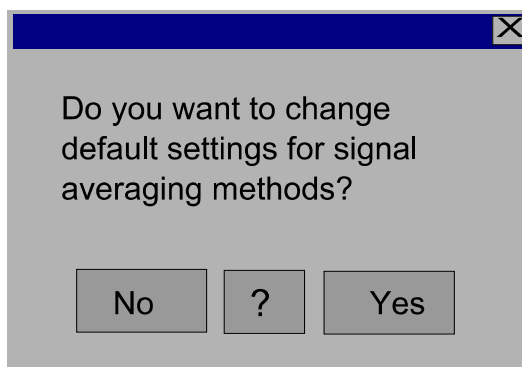 Do you want to change
default settings for signal
averaging methods?
No ? Yes